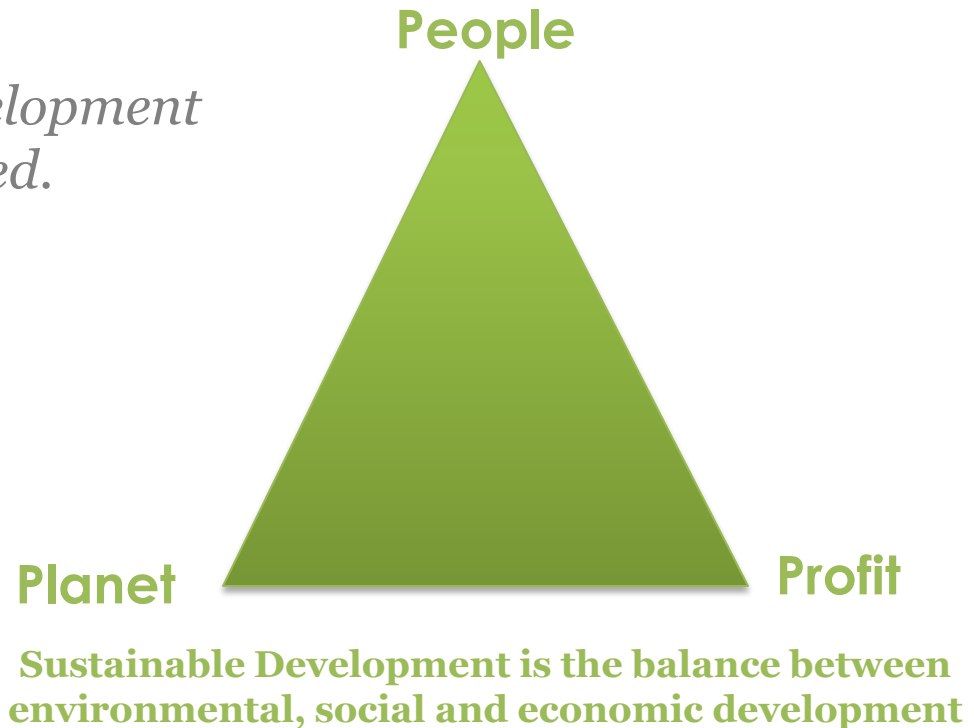 People
elopment
ed.
Planet
Profit
Sustainable Development is the balance between
environmental, social and economic development